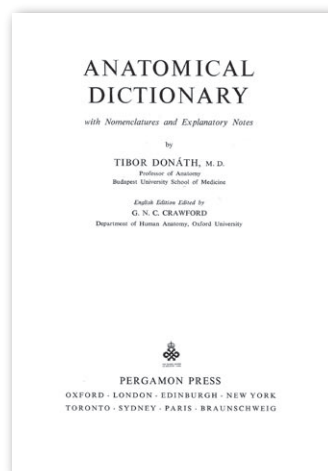 ANATOMICAL
DICTIONARY
with Nomenclatures and Explanatory Notes
by
TIBOR DONÁTH, M. D.
Professor of Anatomy
Budapest University School of Medicine
English Edition Edited by
G. N. C. CRAWFORD
Department of Human Anatomy, Oxford University
PERGAMON PRESS
OXFORD · LONDON · EDINBURGH · NEW YORK
TORONTO · SYDNEY · PARIS · BRAUNSCHWEIG